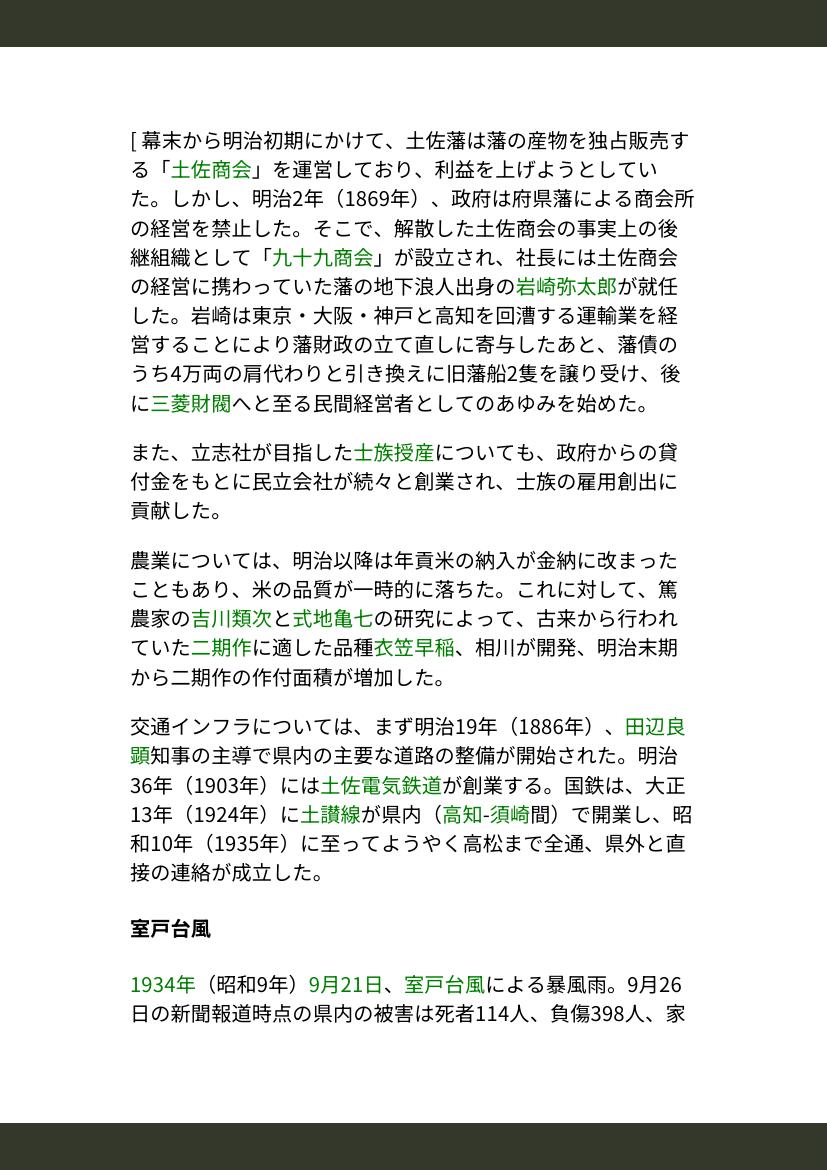 [ 幕末から明治初期にかけて、土佐藩は藩の産物を独占販売す
る「土佐商会」を運営しており、利益を上げようとしてい
た。しかし、明治2年（1869年）、政府は府県藩による商会所
の経営を禁止した。そこで、解散した土佐商会の事実上の後
継組織として「九十九商会」が設立され、社長には土佐商会
の経営に携わっていた藩の地下浪人出身の岩崎弥太郎が就任
した。岩崎は東京・大阪・神戸と高知を回漕する運輸業を経
営することにより藩財政の立て直しに寄与したあと、藩債の
うち4万両の肩代わりと引き換えに旧藩船2隻を譲り受け、後
に三菱財閥へと至る民間経営者としてのあゆみを始めた。
また、立志社が目指した士族授産についても、政府からの貸
付金をもとに民立会社が続々と創業され、士族の雇用創出に
貢献した。
農業については、明治以降は年貢米の納入が金納に改まった
こともあり、米の品質が一時的に落ちた。これに対して、篤
農家の吉川類次と式地亀七の研究によって、古来から行われ
ていた二期作に適した品種衣笠早稲、相川が開発、明治末期
から二期作の作付面積が増加した。
交通インフラについては、まず明治19年（1886年）、田辺良
顕知事の主導で県内の主要な道路の整備が開始された。明治
36年（1903年）には土佐電気鉄道が創業する。国鉄は、大正
13年（1924年）に土讃線が県内（高知-須崎間）で開業し、昭
和10年（1935年）に至ってようやく高松まで全通、県外と直
接の連絡が成立した。
室戸台風
1934年（昭和9年）9月21日、室戸台風による暴風雨。9月26
日の新聞報道時点の県内の被害は死者114人、負傷398人、家